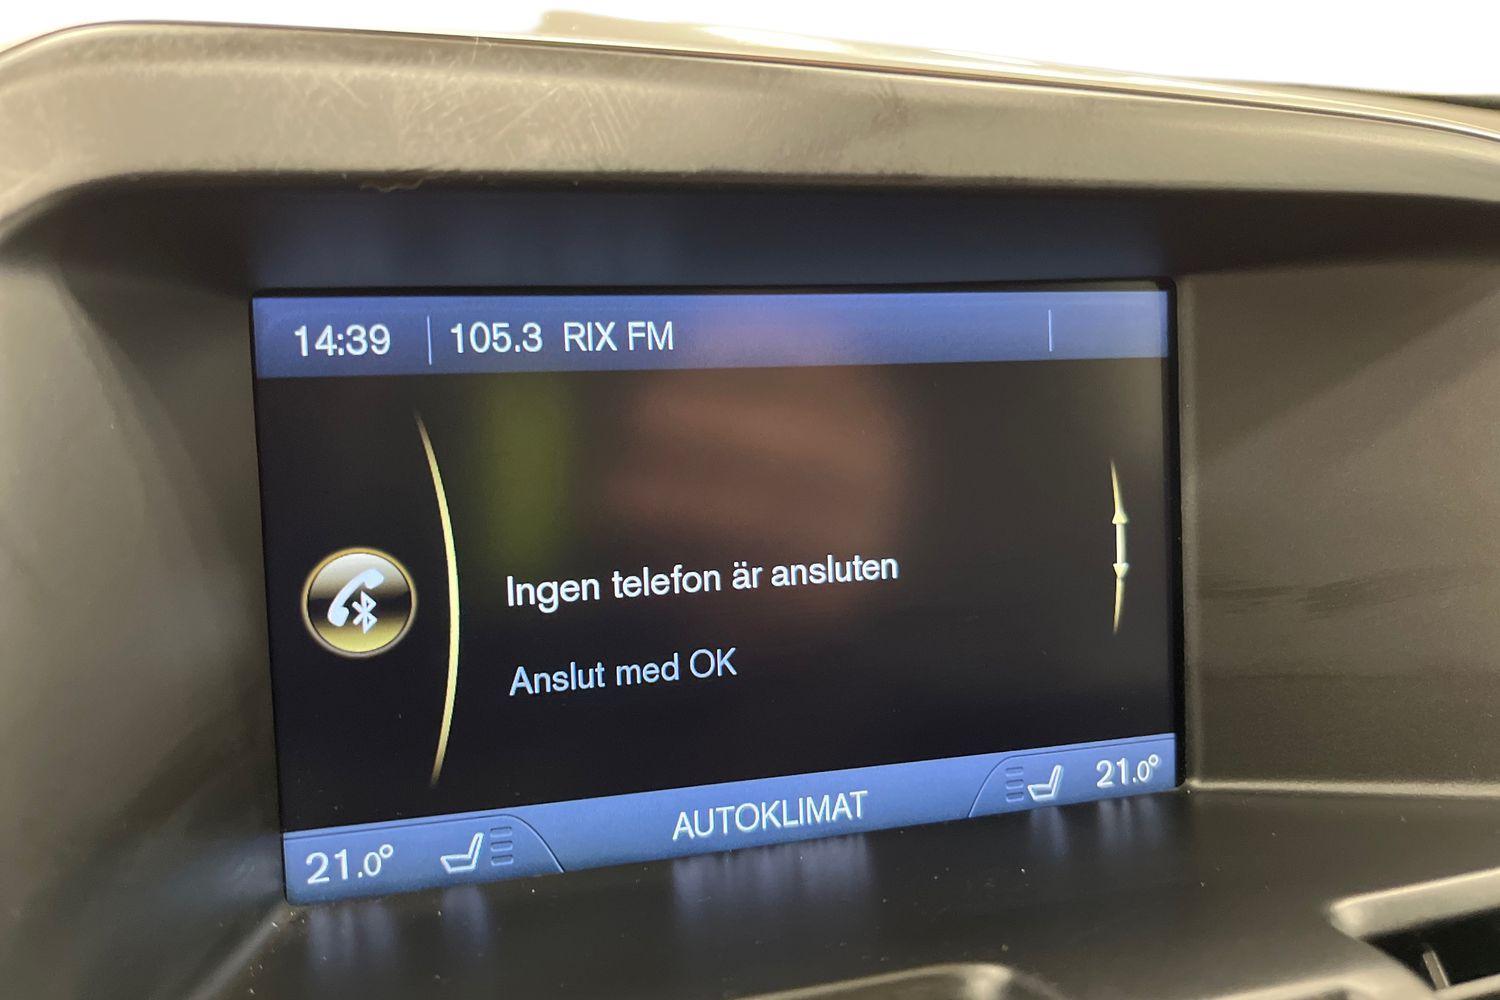 14:39 105.3 RIX FM
Ingen telefon är ansluten
Anslut med OK
21.0° AUTOKLIMAT 21.0°